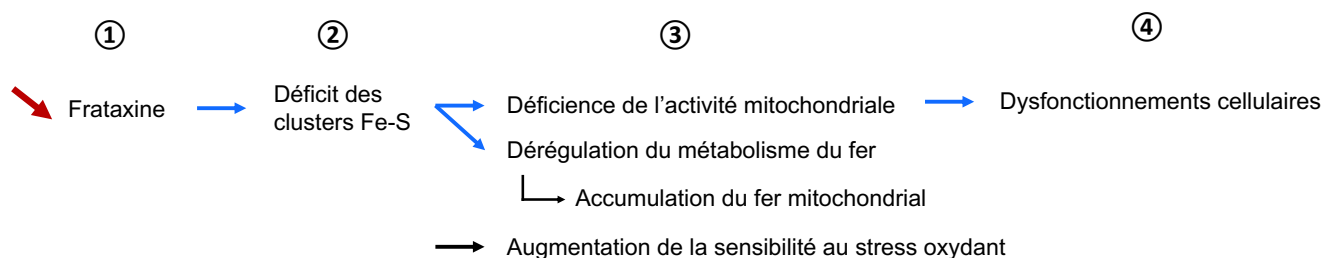 ① ② ③ ④
Frataxine
Déficit des
clusters Fe-S
Déficience de l’activité mitochondriale
Dysfonctionnements cellulaires
Dérégulation du métabolisme du fer
Accumulation du fer mitochondrial
Augmentation de la sensibilité au stress oxydant